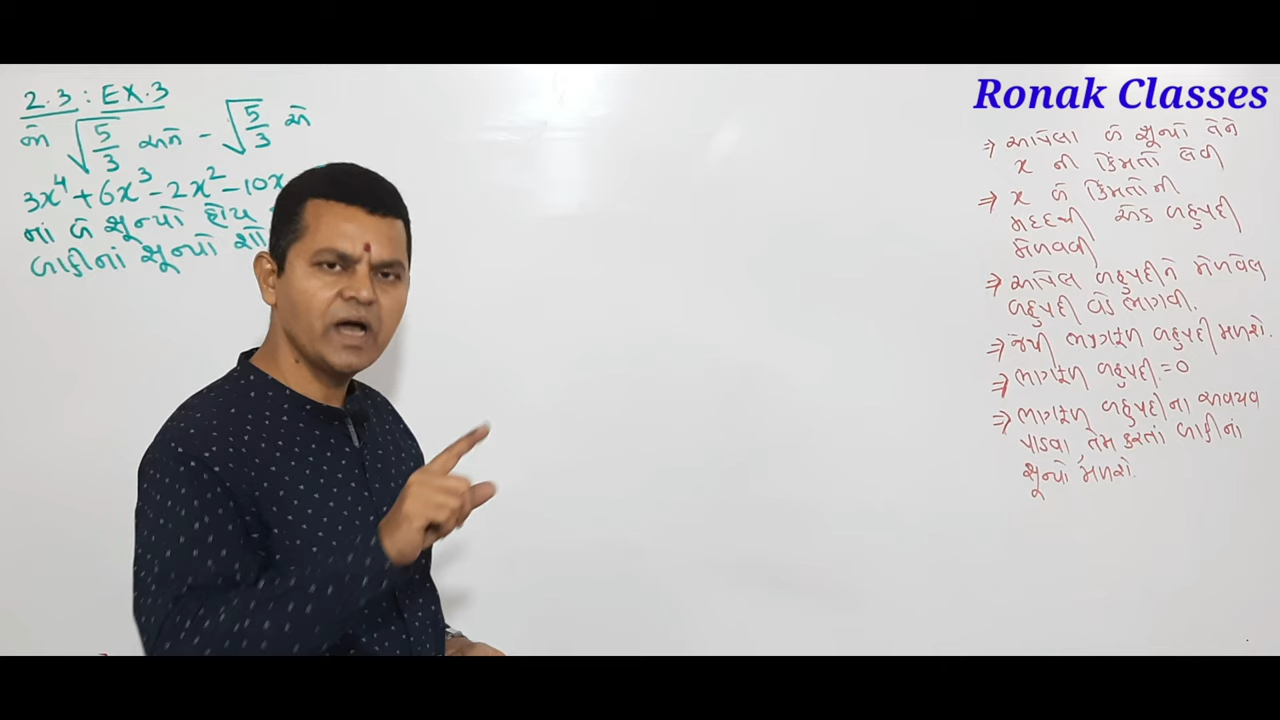 2.3 : EX.3
જો √5/3 અને - √5/3 એ
3x⁴ + 6x³ - 2x² - 10x
નાં બે શૂન્યો હોય
બાકીનાં શૂન્યો શો
Ronak Classes
⇒ આપેલા બે શૂન્યો તેને
x ની કિંમતો લેવી
⇒ x બે કિંમતોની
મદદથી એક બહુપદી
મેળવવી
⇒ આપેલ બહુપદીને મેળવેલ
બહુપદી વડે ભાગવી.
⇒ જેથી ભાગફળ બહુપદી મળશે.
⇒ ભાગફળ બહુપદી = 0
⇒ ભાગફળ બહુપદીના અવયવ
પાડવા તેમ કરતાં બાકીનાં
શૂન્યો મળશે.